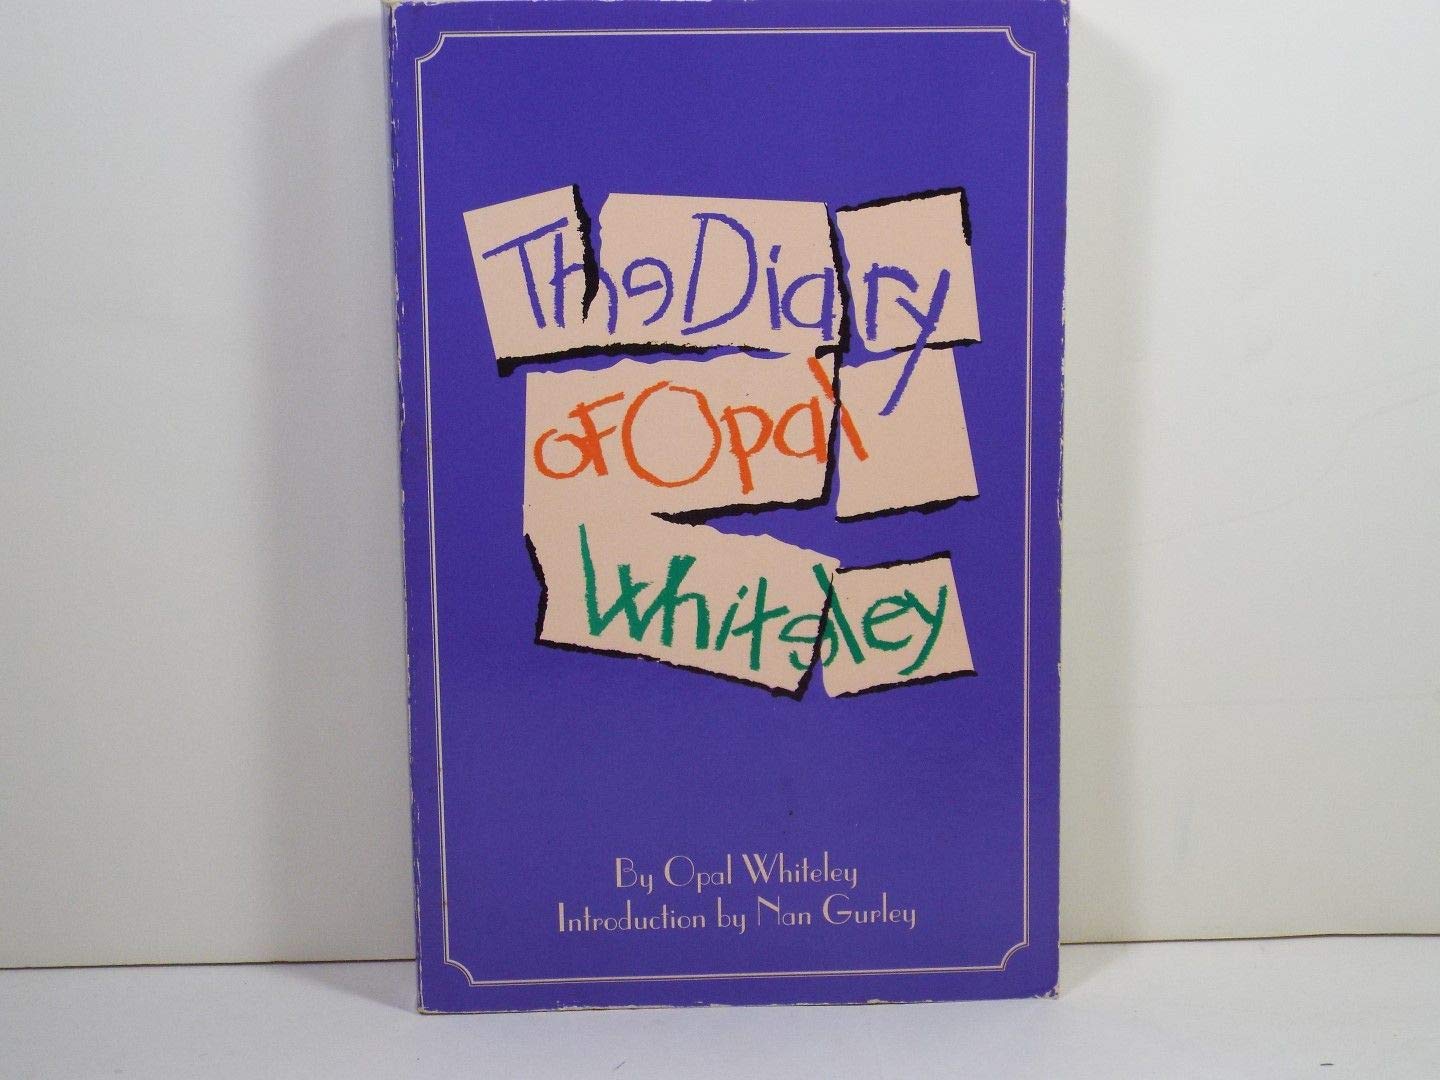 The Diary
oF Opal
Whiteley
By Opal Whiteley
Introduction by Nan Gurley